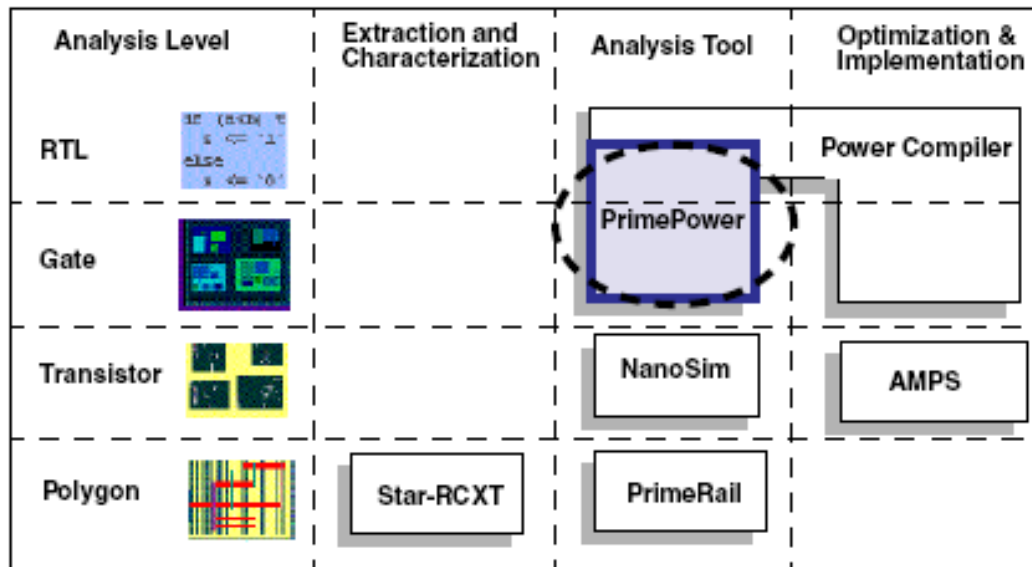 Analysis Level
Extraction and
Characterization
Analysis Tool
Optimization &
Implementation
RTL
else
Power Compiler
PrimePower
Gate
Transistor
NanoSim
AMPS
Polygon
Star-RCXT
PrimeRail